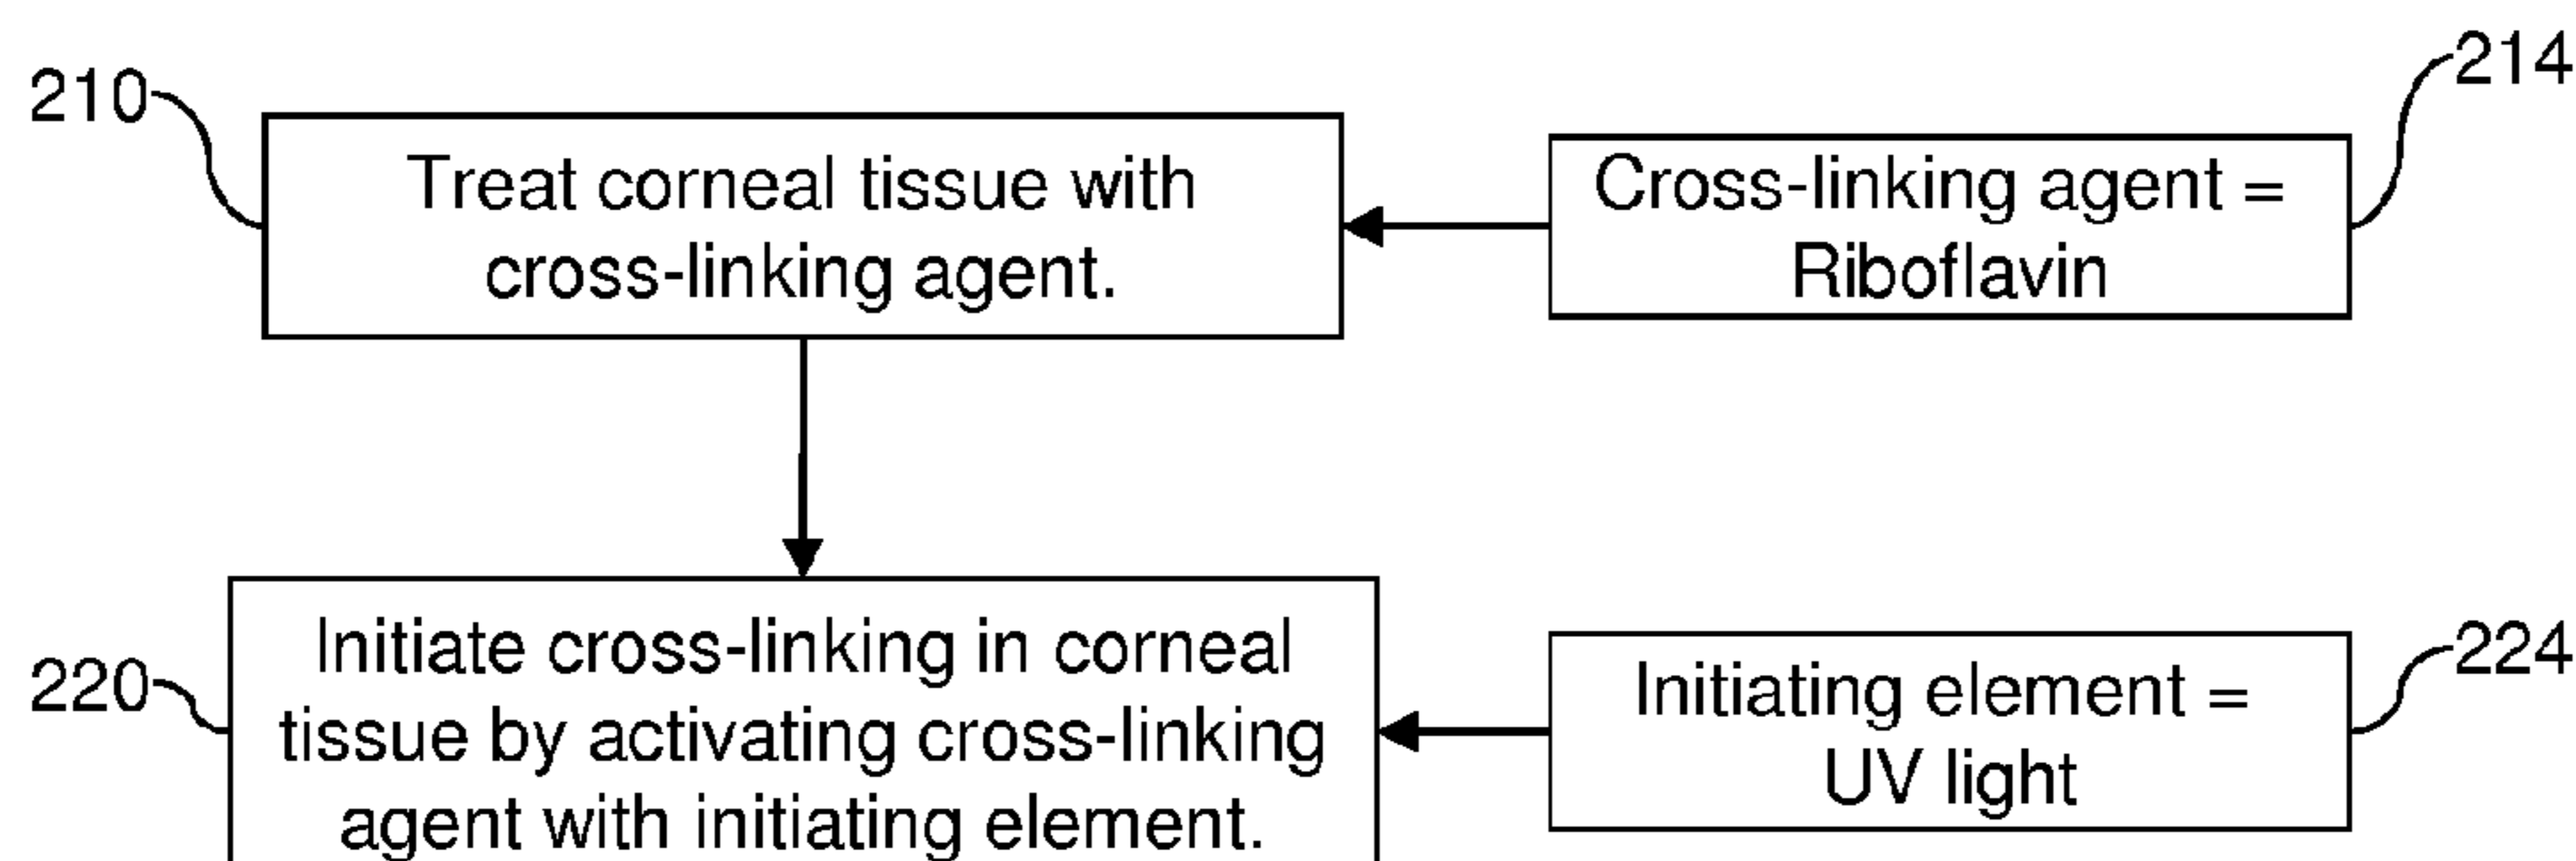 210
Treat corneal tissue with
cross-linking agent.
Cross-linking agent =
Riboflavin
214
220
Initiate cross-linking in corneal
tissue by activating cross-linking
agent with initiating element.
Initiating element =
UV light
224